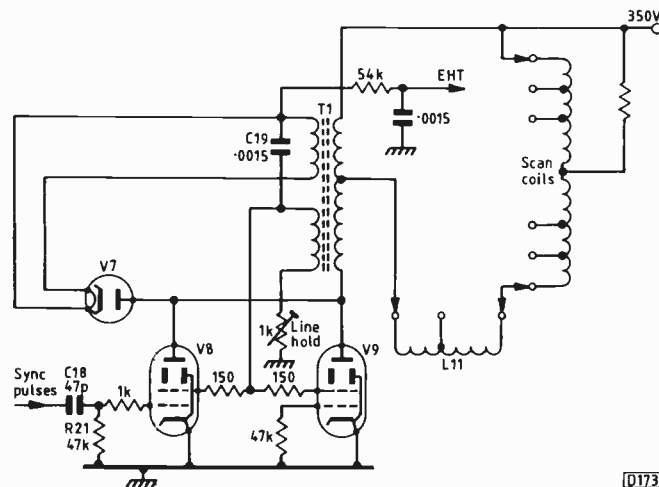 350V
54k
EHT
T1
C19
·0015
·0015
Scan
coils
V7
1k
Line
hold
V8
V9
L11
Sync
pulses
C18
47p
1k
150
150
R21
47k
47k
D173